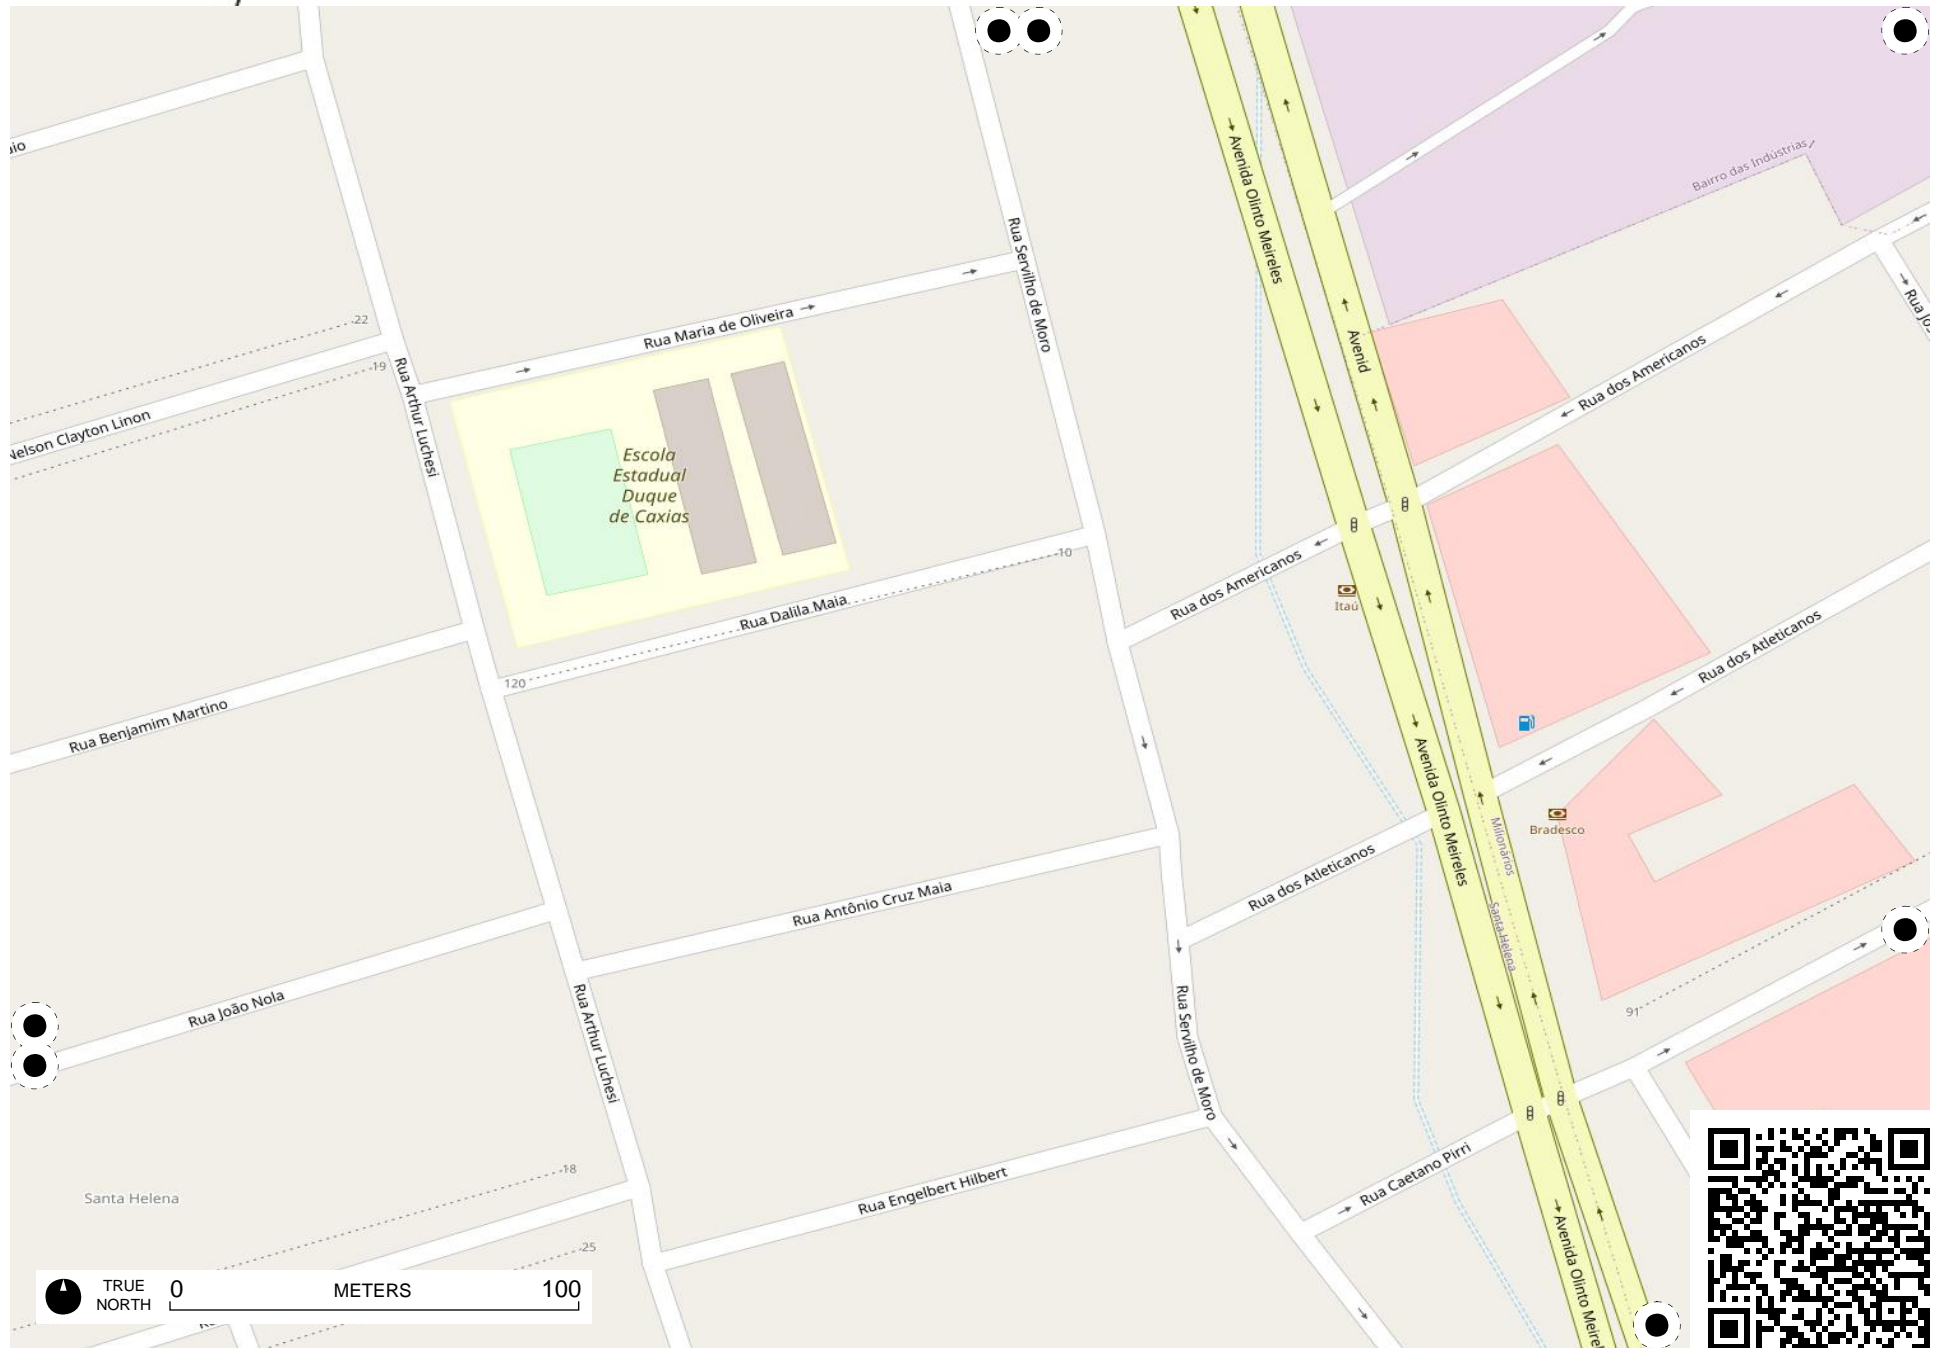 Bairro das Indústrias
Avenida Olinto Meireles
Rua Servilho de Moro
Rua Jo
22
Rua Maria de Oliveira
Avenid
19
Rua dos Americanos
Rua Arthur Luchesi
Nelson Clayton Linon
Escola
Estadual
Duque
de Caxias
10
Rua dos Americanos
Itaú
Rua Dalila Maia
120
Rua dos Atleticanos
Rua Benjamim Martino
Avenida Olinto Meireles
Bradesco
Milionários
Rua dos Atleticanos
Rua Antônio Cruz Maia
Santa Helena
Rua João Nola
91
Rua Arthur Luchesi
Rua Servilho de Moro
18
Rua Caetano Pirri
Santa Helena
Rua Engelbert Hilbert
25
Avenida Olinto Meirel
TRUE
NORTH
0 METERS 100